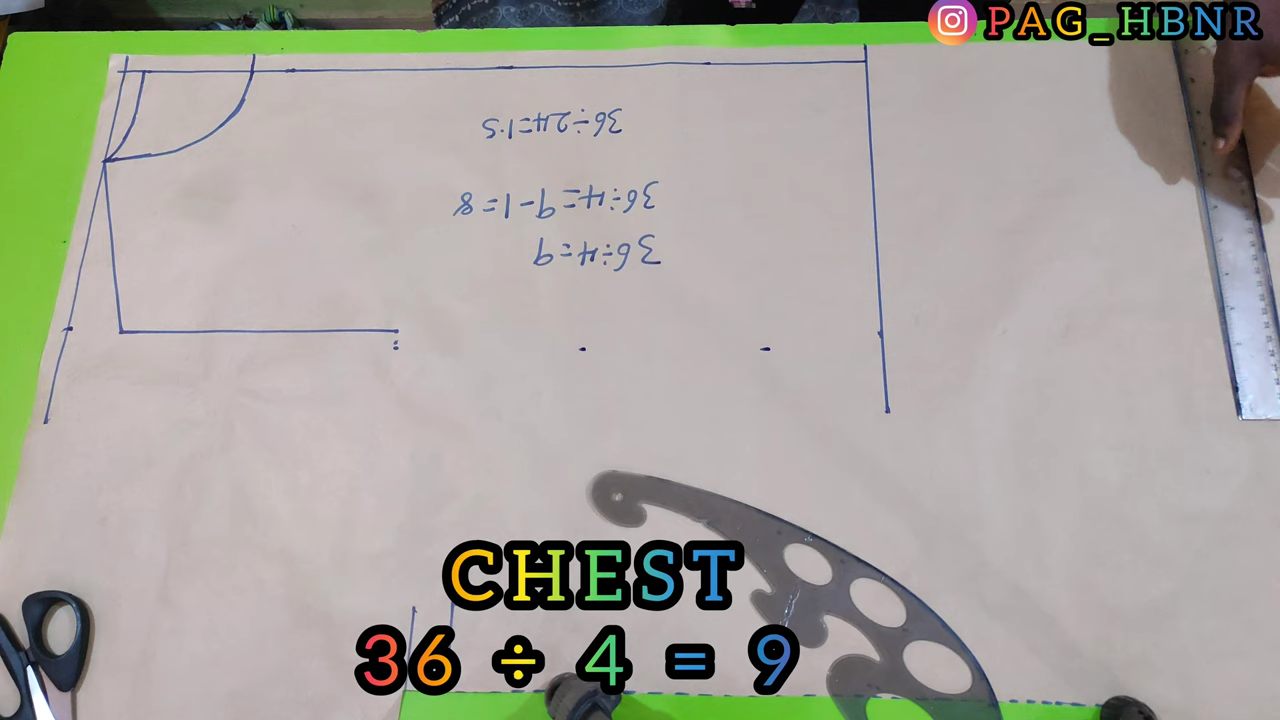 PAG_HBNR
36÷24=1.5
36÷4=9-1=8
36÷4=9
CHEST
36 ÷ 4 = 9